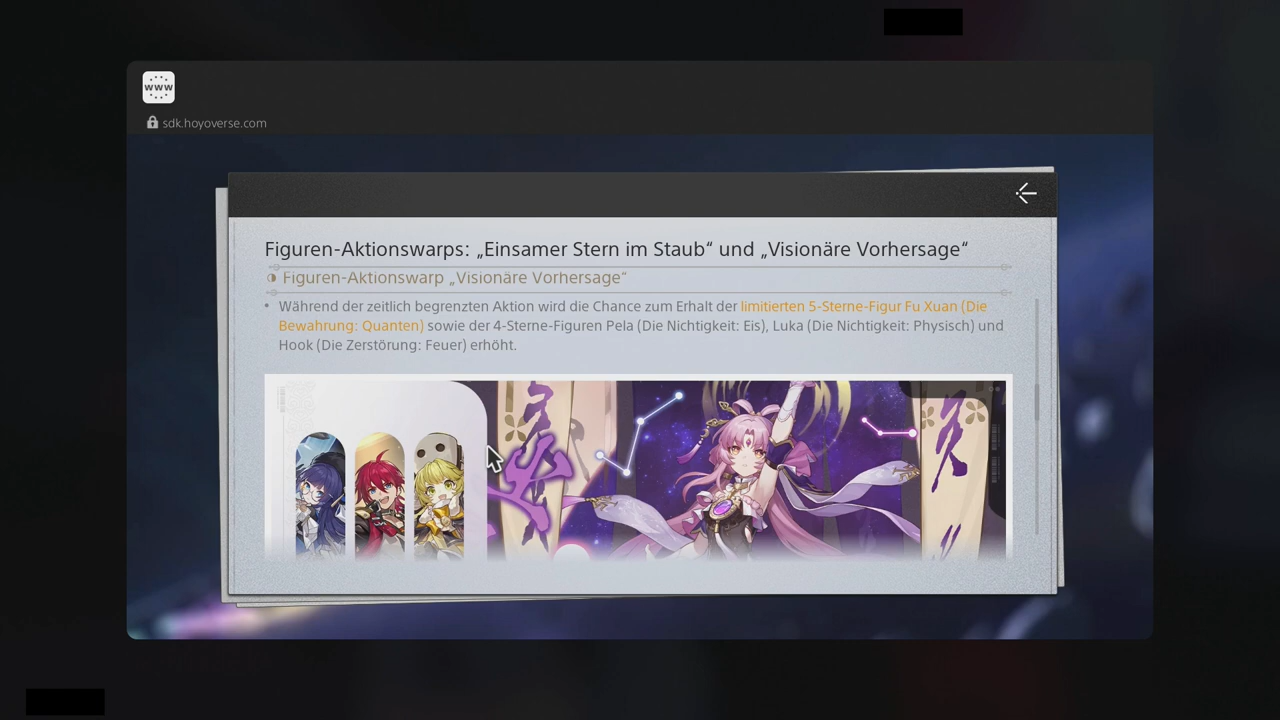 www
sdk.hoyoverse.com
Figuren-Aktionswarps: „Einsamer Stern im Staub“ und „Visionäre Vorhersage“
Figuren-Aktionswarp „Visionäre Vorhersage“
• Während der zeitlich begrenzten Aktion wird die Chance zum Erhalt der limitierten 5-Sterne-Figur Fu Xuan (Die
Bewahrung: Quanten) sowie der 4-Sterne-Figuren Pela (Die Nichtigkeit: Eis), Luka (Die Nichtigkeit: Physisch) und
Hook (Die Zerstörung: Feuer) erhöht.